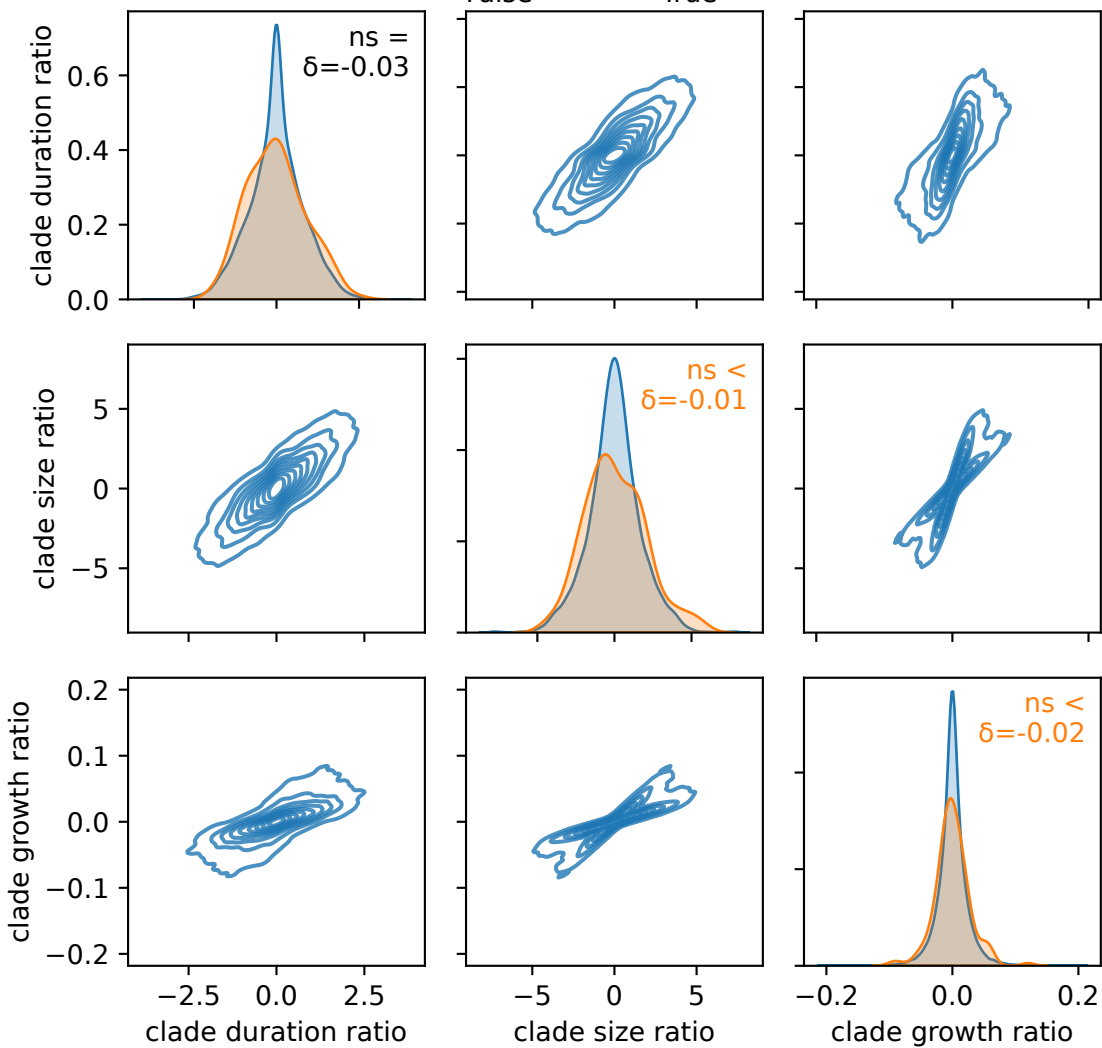 clade duration ratio
0.6
0.4
0.2
0.0
ns =
δ=-0.03
clade size ratio
5
0
−5
ns <
δ=-0.01
clade growth ratio
0.2
0.1
0.0
−0.1
−0.2
ns <
δ=-0.02
−2.5 0.0 2.5
−5 0 5
−0.2 0.0 0.2
clade duration ratio
clade size ratio
clade growth ratio